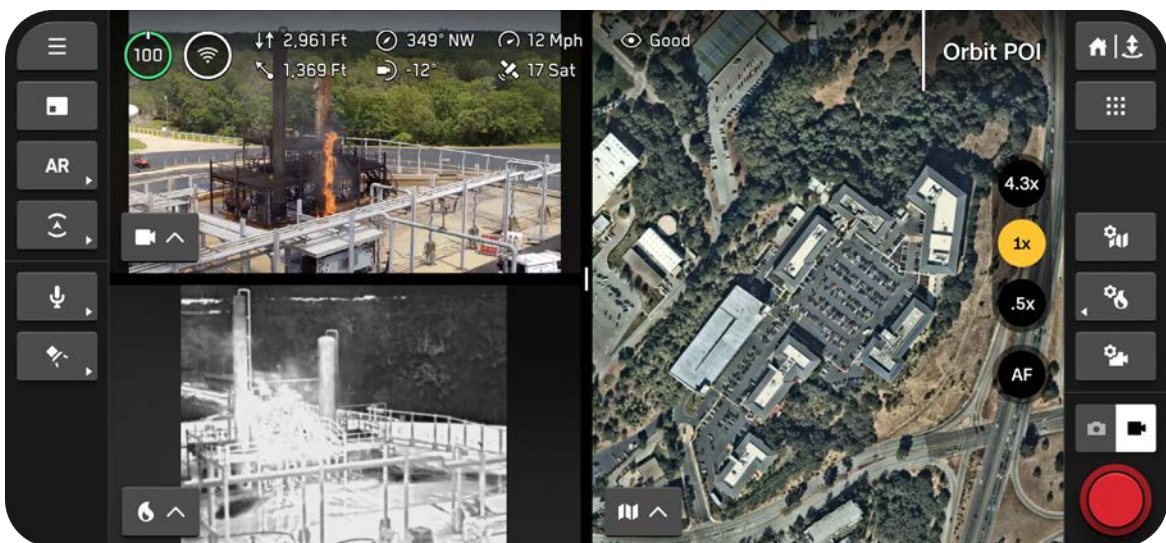 100
2,961 Ft
349° NW
12 Mph
1,369 Ft
-12°
17 Sat
Good
Orbit POI
AR
4.3x
1x
.5x
AF